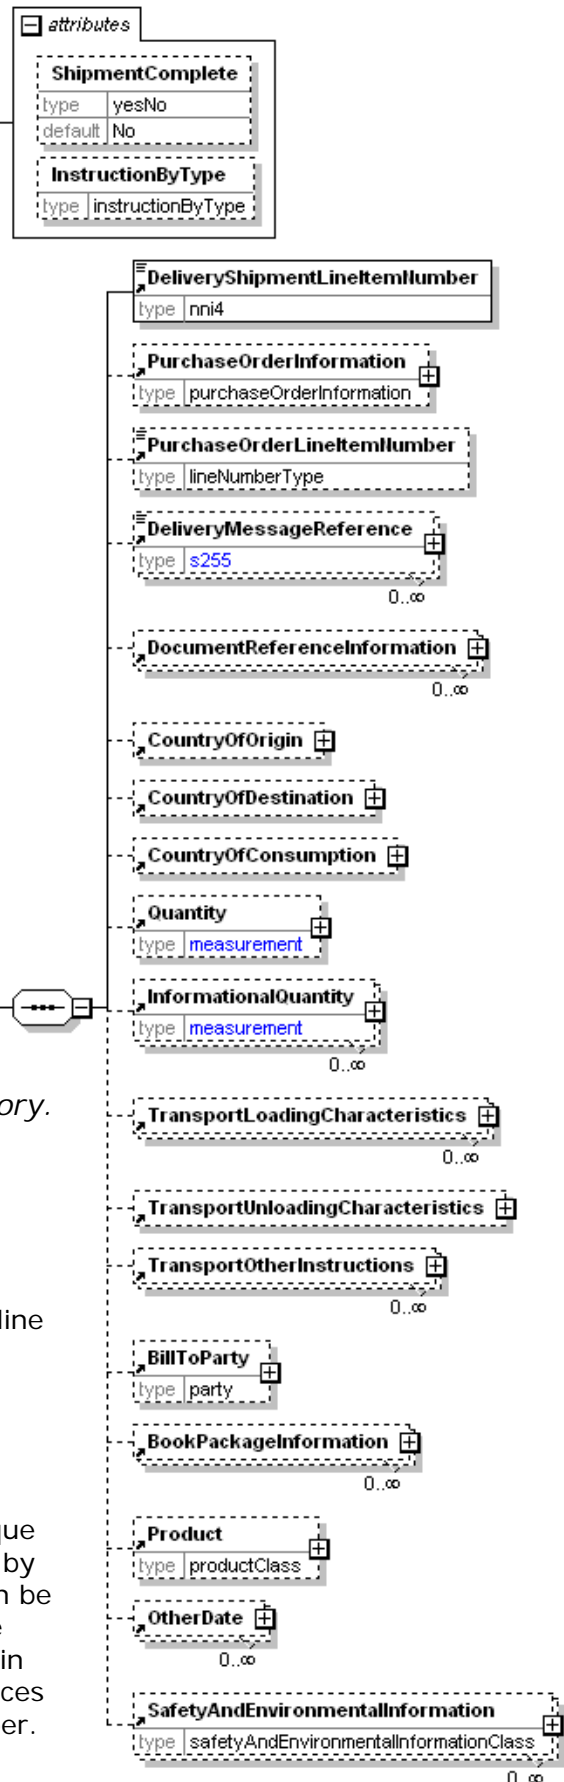 attributes
ShipmentComplete
type yesNo
default No
InstructionByType
type instructionByType
DeliveryShipmentLineItemNumber
type nni4
PurchaseOrderInformation
type purchaseOrderInformation
PurchaseOrderLineItemNumber
type lineNumberType
DeliveryMessageReference
type s255
0..∞
DocumentReferenceInformation
0..∞
CountryOfOrigin
CountryOfDestination
CountryOfConsumption
Quantity
type measurement
InformationalQuantity
type measurement
0..∞
ory.
TransportLoadingCharacteristics
0..∞
TransportUnloadingCharacteristics
TransportOtherInstructions
0..∞
line
BillToParty
type party
BookPackageInformation
0..∞
que
by
n be
e
in
ces
er.
Product
type productClass
OtherDate
0..∞
SafetyAndEnvironmentalInformation
type safetyAndEnvironmentalInformationClass
0..∞